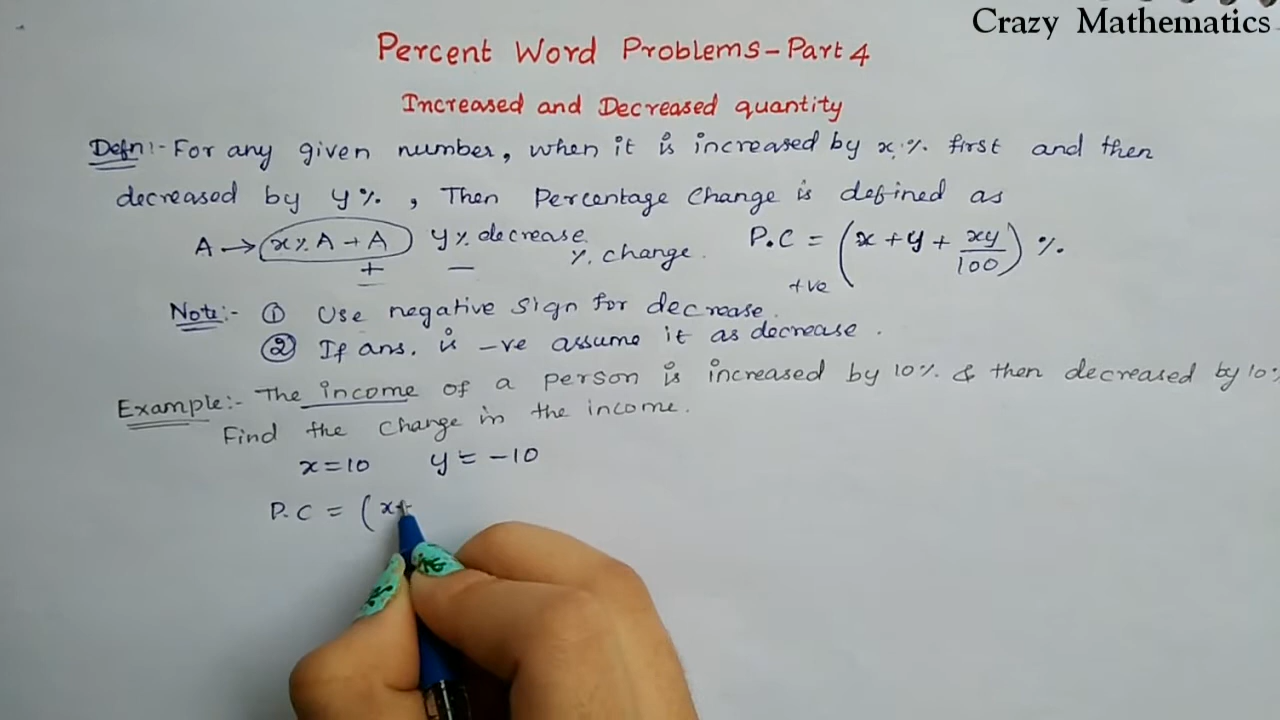 Crazy Mathematics
Percent Word Problems - Part 4
Increased and Decreased quantity
Defn:- For any given number, when it is increased by x% first and then
decreased by y%, Then Percentage Change is defined as
A → x% A + A y% decrease % change. P.C = (x + y + xy/100) %
+ − +ve
Note:- ① Use negative sign for decrease.
② If ans. is -ve assume it as decrease.
Example:- The income of a person is increased by 10% & then decreased by 10%
Find the change in the income.
x = 10 y = -10
P.C = (x+